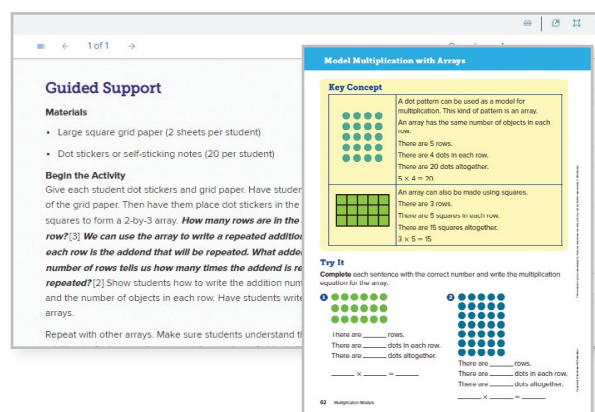 1 of 1
Guided Support
Materials
• Large square grid paper (2 sheets per student)
• Dot stickers or self-sticking notes (20 per student)
Begin the Activity
Give each student dot stickers and grid paper. Have studen
of the grid paper. Then have them place dot stickers in the
squares to form a 2-by-3 array. How many rows are in the
row? [3] We can use the array to write a repeated addition
each row is the addend that will be repeated. What adden
number of rows tells us how many times the addend is re
repeated? [2] Show students how to write the addition num
and the number of objects in each row. Have students write
arrays.
Repeat with other arrays. Make sure students understand th
Model Multiplication with Arrays
Key Concept
A dot pattern can be used as a model for
multiplication. This kind of pattern is an array.
An array has the same number of objects in each
row.
There are 5 rows.
There are 4 dots in each row.
There are 20 dots altogether.
5 × 4 = 20
An array can also be made using squares.
There are 3 rows.
There are 5 squares in each row.
There are 15 squares altogether.
3 × 5 = 15
Try It
Complete each sentence with the correct number and write the multiplication
equation for the array.
1
There are ______ rows.
There are ______ dots in each row.
There are ______ dots altogether.
______ × ______ = ______
2
There are ______ rows.
There are ______ dots in each row.
There are ______ dots altogether.
______ × ______ = ______
62 Multiplication Models